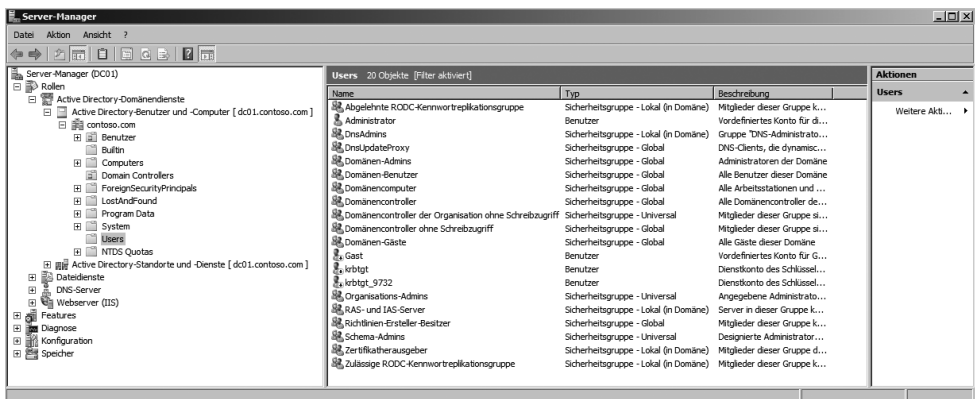 Server-Manager
Datei Aktion Ansicht ?
Server-Manager (DC01)
Rollen
Active Directory-Domänendienste
Active Directory-Benutzer und -Computer [ dc01.contoso.com ]
contoso.com
Benutzer
Builtin
Computers
Domain Controllers
ForeignSecurityPrincipals
LostAndFound
Program Data
System
Users
NTDS Quotas
Active Directory-Standorte und -Dienste [ dc01.contoso.com ]
Dateidienste
DNS-Server
Webserver (IIS)
Features
Diagnose
Konfiguration
Speicher
Users 20 Objekte [Filter aktiviert]
Name Typ Beschreibung
Abgelehnte RODC-Kennwortreplikationsgruppe Sicherheitsgruppe - Lokal (in Domäne) Mitglieder dieser Gruppe k...
Administrator Benutzer Vordefiniertes Konto für di...
DnsAdmins Sicherheitsgruppe - Lokal (in Domäne) Gruppe "DNS-Administrato...
DnsUpdateProxy Sicherheitsgruppe - Global DNS-Clients, die dynamisc...
Domänen-Admins Sicherheitsgruppe - Global Administratoren der Domäne
Domänen-Benutzer Sicherheitsgruppe - Global Alle Benutzer dieser Domäne
Domänencomputer Sicherheitsgruppe - Global Alle Arbeitsstationen und ...
Domänencontroller Sicherheitsgruppe - Global Alle Domänencontroller de...
Domänencontroller der Organisation ohne Schreibzugriff Sicherheitsgruppe - Universal Mitglieder dieser Gruppe si...
Domänencontroller ohne Schreibzugriff Sicherheitsgruppe - Global Mitglieder dieser Gruppe si...
Domänen-Gäste Sicherheitsgruppe - Global Alle Gäste dieser Domäne
Gast Benutzer Vordefiniertes Konto für G...
krbtgt Benutzer Dienstkonto des Schlüssel...
krbtgt_9732 Benutzer Dienstkonto des Schlüssel...
Organisations-Admins Sicherheitsgruppe - Universal Angegebene Administrato...
RAS- und IAS-Server Sicherheitsgruppe - Lokal (in Domäne) Server in dieser Gruppe k...
Richtlinien-Ersteller-Besitzer Sicherheitsgruppe - Global Mitglieder dieser Gruppe k...
Schema-Admins Sicherheitsgruppe - Universal Designierte Administrator...
Zertifikatherausgeber Sicherheitsgruppe - Lokal (in Domäne) Mitglieder dieser Gruppe d...
Zulässige RODC-Kennwortreplikationsgruppe Sicherheitsgruppe - Lokal (in Domäne) Mitglieder dieser Gruppe k...
Aktionen
Users
Weitere Akti...